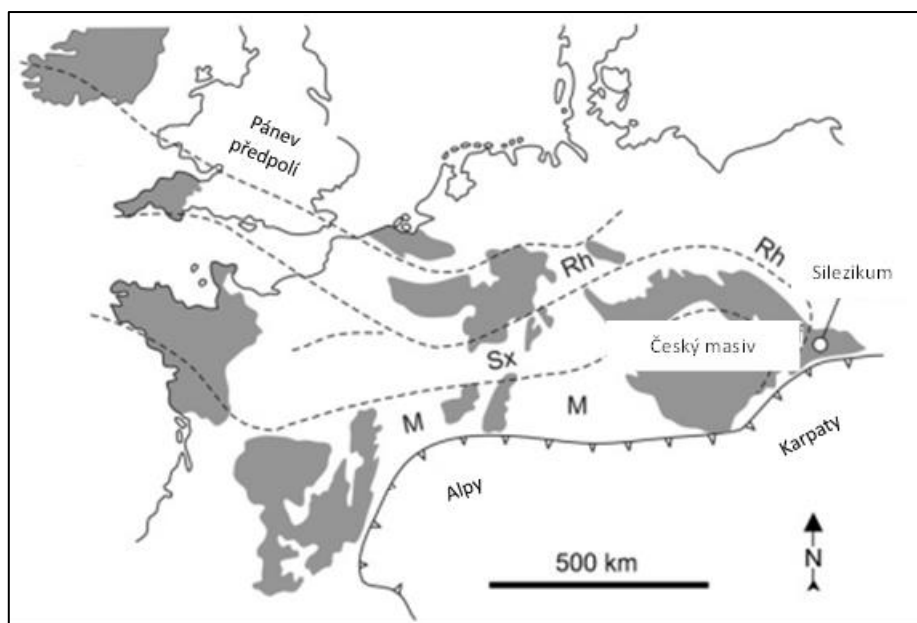 Pánev
předpolí
Rh
Rh
Silezikum
Český masiv
Sx
M
M
Karpaty
Alpy
500 km
N